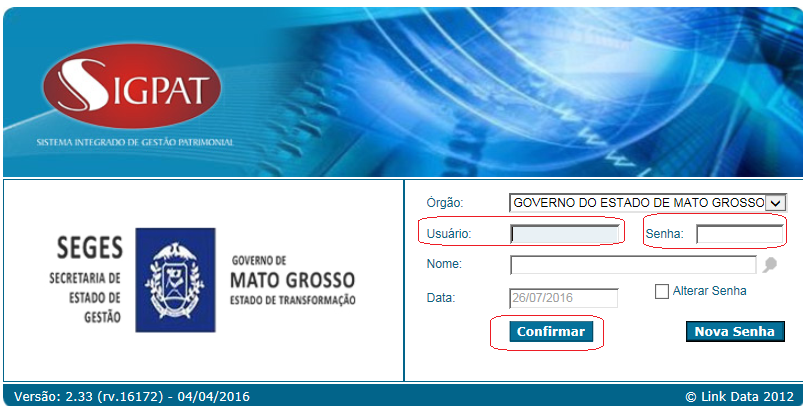 SIGPAT
SISTEMA INTEGRADO DE GESTÃO PATRIMONIAL
www
SEGES
SECRETARIA DE
ESTADO DE
GESTÃO
GOVERNO DE
MATO GROSSO
ESTADO DE TRANSFORMAÇÃO
Órgão: GOVERNO DO ESTADO DE MATO GROSSO
Usuário: Senha:
Nome:
Data: 26/07/2016 Alterar Senha
Confirmar Nova Senha
Versão: 2.33 (rv.16172) - 04/04/2016 © Link Data 2012